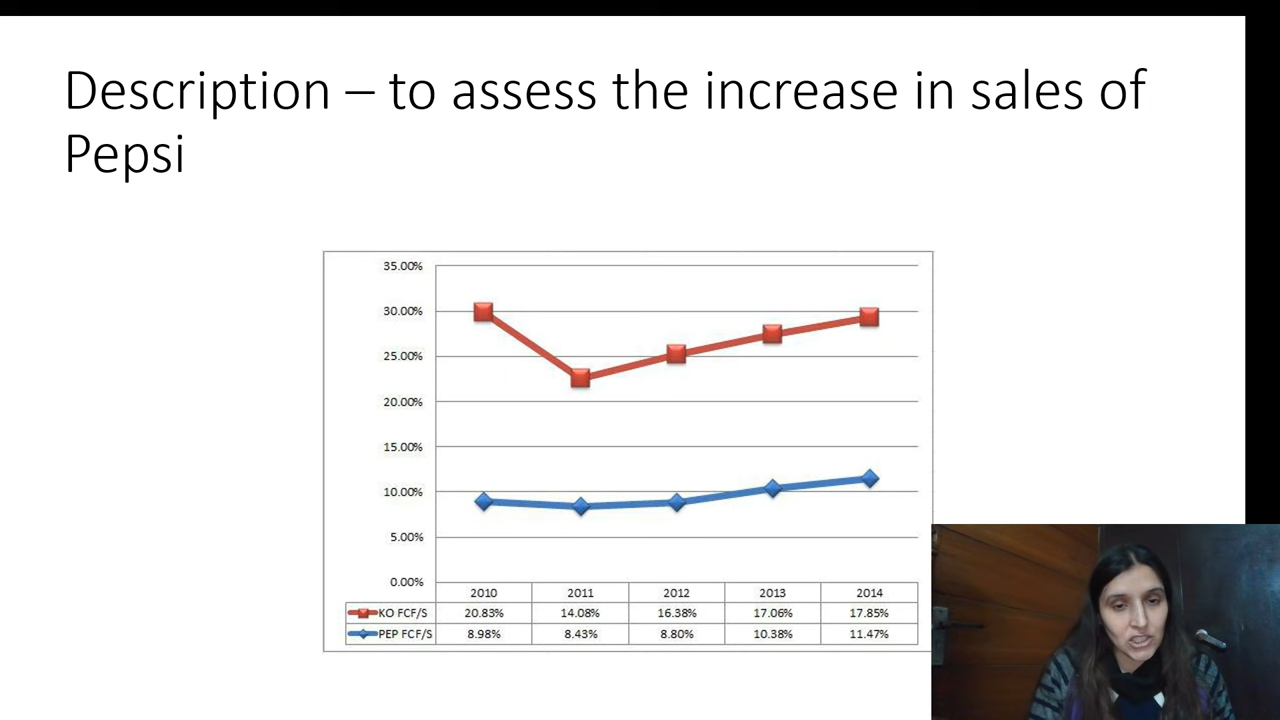 Description – to assess the increase in sales of
Pepsi
35.00%
30.00%
25.00%
20.00%
15.00%
10.00%
5.00%
0.00%
2010 2011 2012 2013 2014
KO FCF/S 20.83% 14.08% 16.38% 17.06% 17.85%
PEP FCF/S 8.98% 8.43% 8.80% 10.38% 11.47%